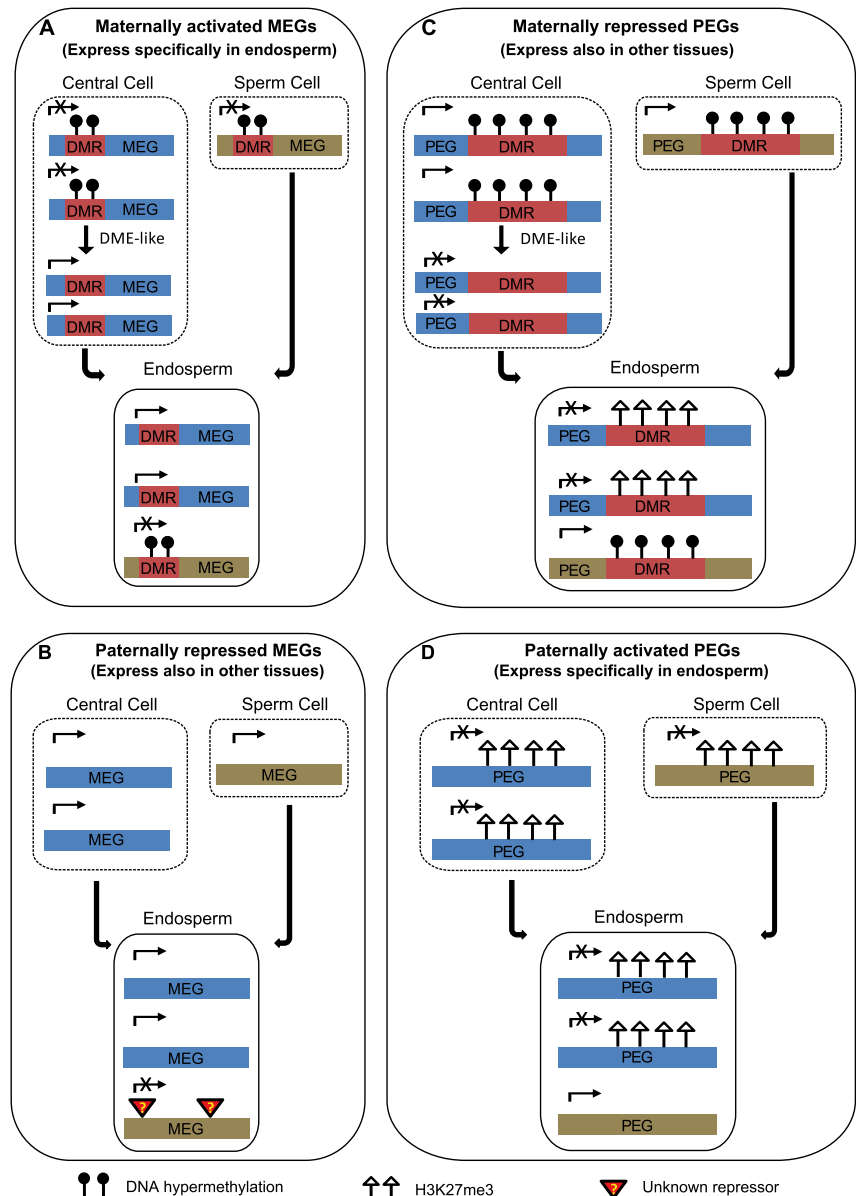 A
Maternally activated MEGs
(Express specifically in endosperm)
Central Cell
Sperm Cell
DMR MEG
DMR MEG
DMR MEG
DME-like
DMR MEG
DMR MEG
Endosperm
DMR MEG
DMR MEG
DMR MEG
C
Maternally repressed PEGs
(Express also in other tissues)
Central Cell
Sperm Cell
PEG DMR
PEG DMR
PEG DMR
DME-like
PEG DMR
PEG DMR
Endosperm
PEG DMR
PEG DMR
PEG DMR
B
Paternally repressed MEGs
(Express also in other tissues)
Central Cell
Sperm Cell
MEG
MEG
MEG
Endosperm
MEG
MEG
? ?
MEG
D
Paternally activated PEGs
(Express specifically in endosperm)
Central Cell
Sperm Cell
PEG
PEG
PEG
Endosperm
PEG
PEG
PEG
DNA hypermethylation
H3K27me3
? Unknown repressor